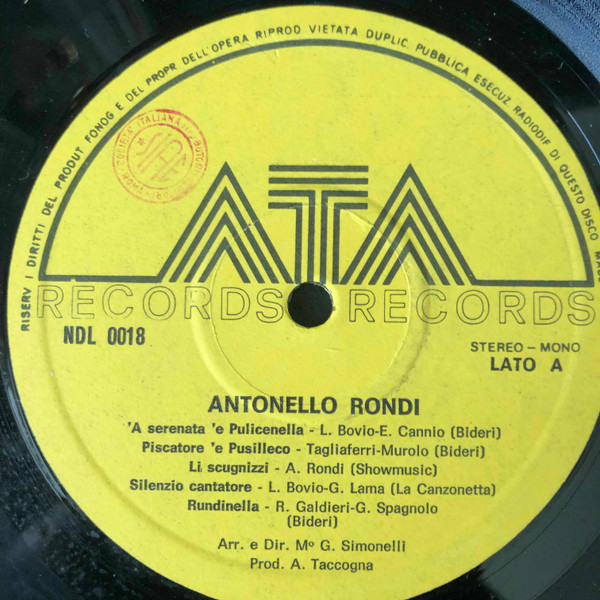 RISERV I DIRITTI DEL PRODUT FONOG E DEL PROPR DELL'OPERA RIPROD VIETATA DUPLIC PUBBLICA ESECUZ RADIODIF DI QUESTO DISCO
SOCIETA' ITALIANA
SIAE
ATA
RECORDS RECORDS
NDL 0018
STEREO - MONO
LATO A
ANTONELLO RONDI
'A serenata 'e Pulicenella - L. Bovio-E. Cannio (Bideri)
Piscatore 'e Pusilleco - Tagliaferri-Murolo (Bideri)
Li scugnizzi - A. Rondi (Showmusic)
Silenzio cantatore - L. Bovio-G. Lama (La Canzonetta)
Rundinella - R. Galdieri-G. Spagnolo
(Bideri)
Arr. e Dir. Mº G. Simonelli
Prod. A. Taccogna